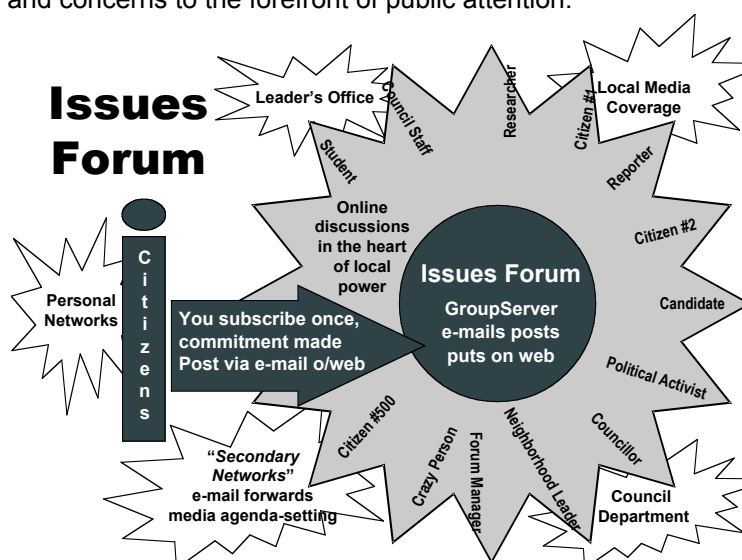 and concerns to the forefront of public attention.
Issues
Forum
Leader's Office
Council Staff
Researcher
Citizen #1
Local Media
Coverage
Student
Reporter
Online
discussions
in the heart
of local
power
Citizen #2
Citizens
Personal
Networks
You subscribe once,
commitment made
Post via e-mail o/web
Issues Forum
GroupServer
e-mails posts
puts on web
Candidate
Political Activist
Councillor
Citizen #500
Crazy Person
Forum Manager
Neighborhood Leader
"Secondary
Networks"
e-mail forwards
media agenda-setting
Council
Department